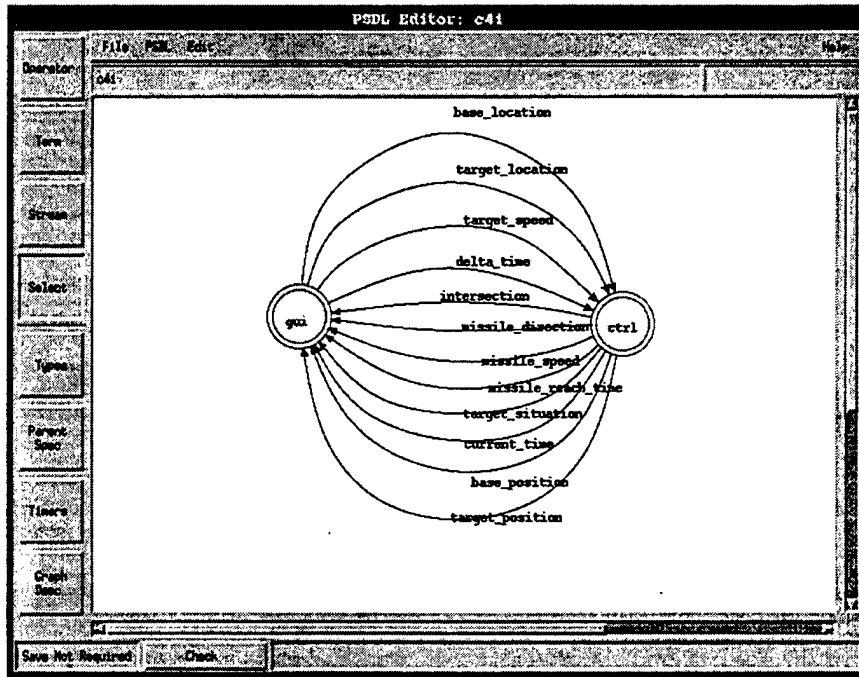 PSDL Editor: c4i
File PSDL Edit Help
Operator
c4i
Term
Stream
Select
Types
Parent
Spec
Timers
Graph
Desc
base_location
target_location
target_speed
delta_time
intersection
gui
missile_direction
ctrl
missile_speed
missile_reach_time
target_situation
current_time
base_position
target_position
Save Not Required Check